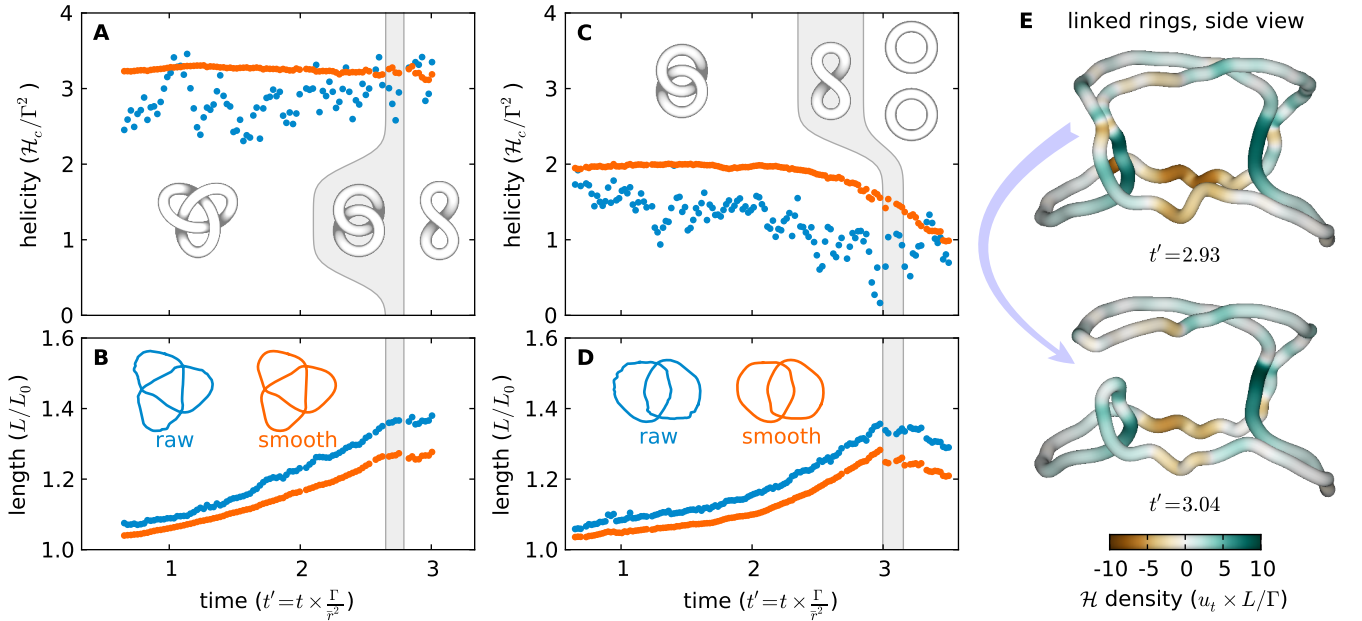 A
helicity (ℋc/Γ²)
4
3
2
1
0
B
raw
smooth
length (L/L₀)
1.6
1.4
1.2
1.0
1
2
3
time (t′=t×Γ/r̄²)
C
helicity (ℋc/Γ²)
4
3
2
1
0
D
raw
smooth
length (L/L₀)
1.6
1.4
1.2
1.0
1
2
3
time (t′=t×Γ/r̄²)
E
linked rings, side view
t′=2.93
t′=3.04
-10 -5 0 5 10
ℋ density (uₜ×L/Γ)